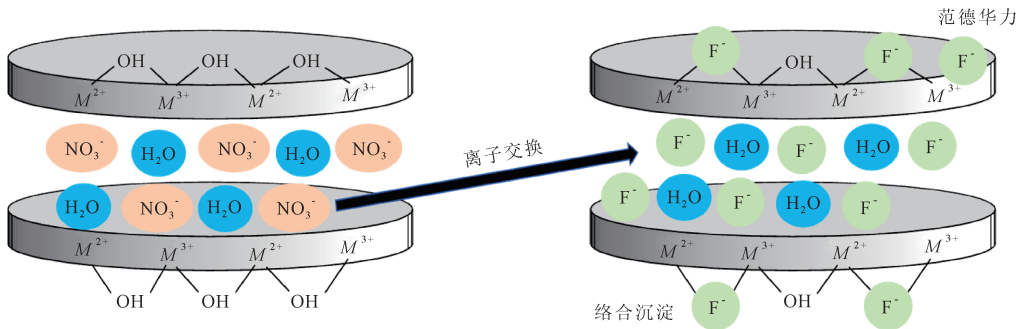 范德华力
OH OH OH
M²⁺ M³⁺ M²⁺ M³⁺
NO₃⁻ H₂O NO₃⁻ H₂O NO₃⁻
H₂O NO₃⁻ H₂O NO₃⁻
M²⁺ M³⁺ M²⁺ M³⁺
OH OH OH
离子交换
F⁻ OH F⁻ F⁻
M²⁺ M³⁺ M²⁺ M³⁺
F⁻ H₂O F⁻ H₂O F⁻
F⁻ H₂O F⁻ H₂O F⁻
M²⁺ M³⁺ M²⁺ M³⁺
络合沉淀 F⁻ OH F⁻